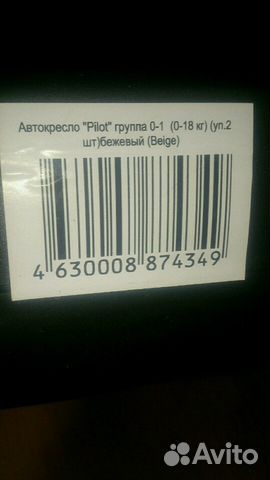 Автокресло "Pilot" группа 0-1 (0-18 кг) (уп.2
шт)бежевый (Beige)
4 630008 874349
Avito